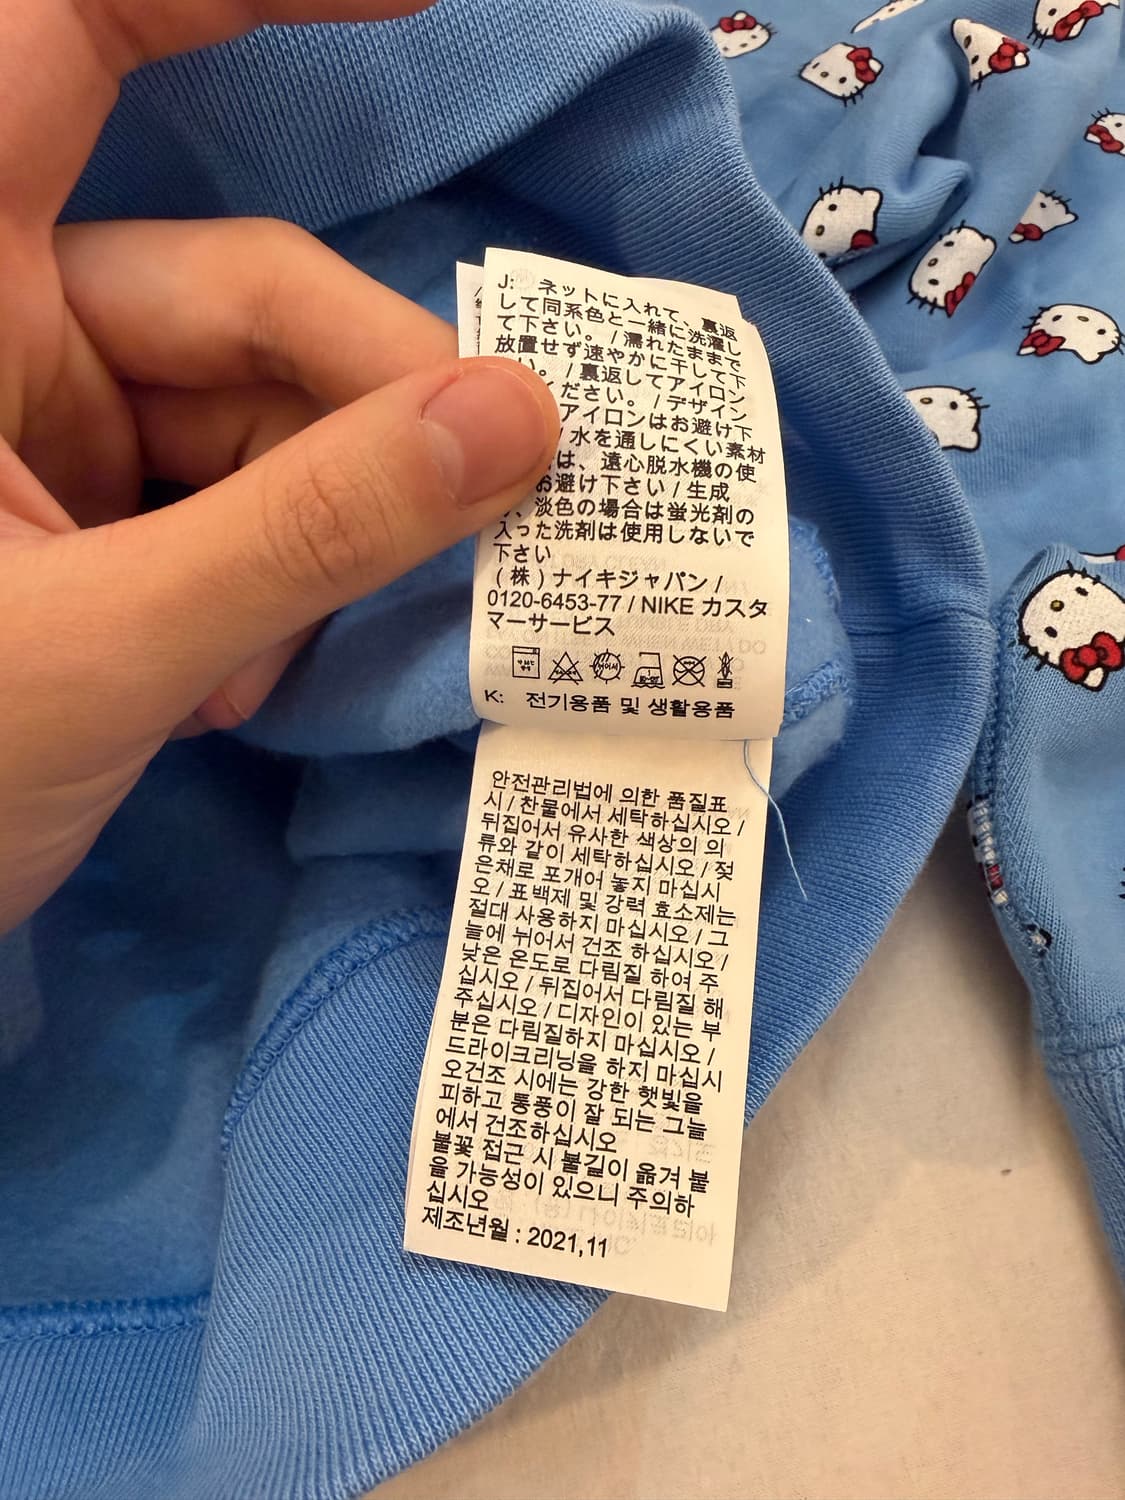 J: ネットに入れて、裏返
して同系色と一緒に洗濯し
て下さい。/ 濡れたままで
放置せず速やかに干して下
い。/ 裏返してアイロン
ください。/ デザイン
アイロンはお避け下
/ 水を通しにくい素材
は、遠心脱水機の使
お避け下さい / 生成
、淡色の場合は蛍光剤の
入った洗剤は使用しないで
下さい
( 株 ) ナイキジャパン /
0120-6453-77 / NIKE カスタ
マーサービス
K: 전기용품 및 생활용품
안전관리법에 의한 품질표
시 / 찬물에서 세탁하십시오 /
뒤집어서 유사한 색상의 의
류와 같이 세탁하십시오 / 젖
은채로 포개어 놓지 마십시
오 / 표백제 및 강력 효소제는
절대 사용하지 마십시오 / 그
늘에 뉘어서 건조 하십시오 /
낮은 온도로 다림질 하여 주
십시오 / 뒤집어서 다림질 해
주십시오 / 디자인이 있는 부
분은 다림질하지 마십시오 /
드라이크리닝을 하지 마십시
오건조 시에는 강한 햇빛을
피하고 통풍이 잘 되는 그늘
에서 건조하십시오
불꽃 접근 시 불길이 옮겨 붙
을 가능성이 있으니 주의하
십시오
제조년월 : 2021,11